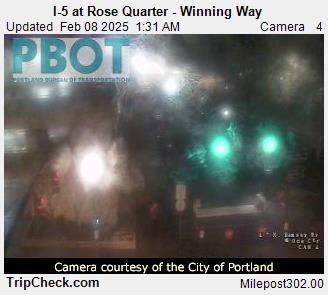 I-5 at Rose Quarter - Winning Way
Updated Feb 08 2025 1:31 AM Camera 4
PBOT
PORTLAND BUREAU OF TRANSPORTATION
Camera courtesy of the City of Portland
TripCheck.com Milepost302.00